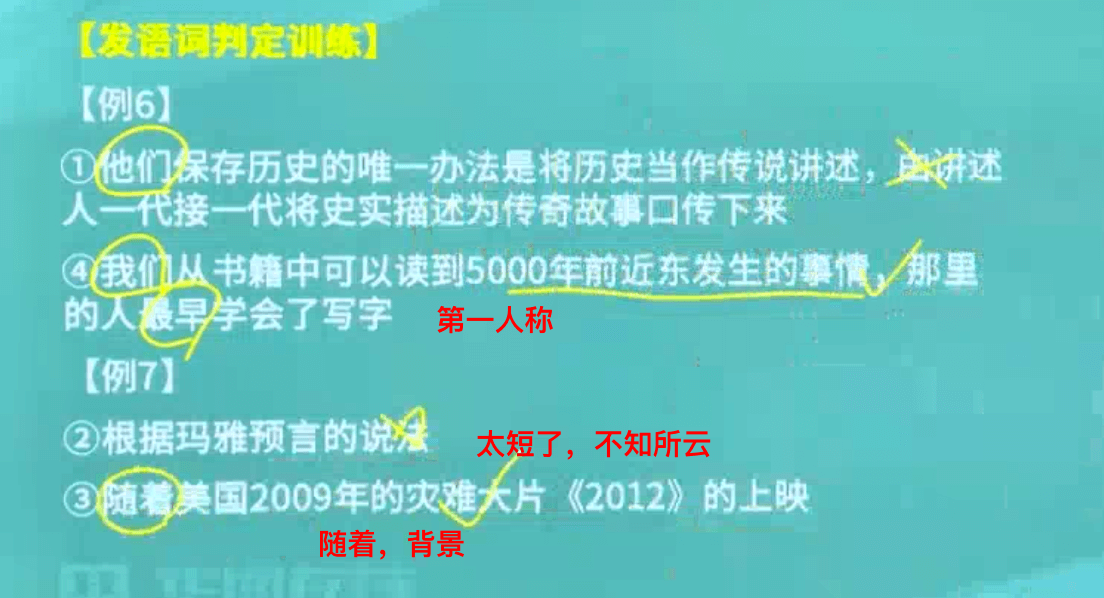 【发语词判定训练】
【例6】
①他们保存历史的唯一办法是将历史当作传说讲述，由讲述
人一代接一代将史实描述为传奇故事口传下来
④我们从书籍中可以读到5000年前近东发生的事情，那里
的人最早学会了写字
第一人称
【例7】
②根据玛雅预言的说法
太短了，不知所云
③随着美国2009年的灾难大片《2012》的上映
随着，背景